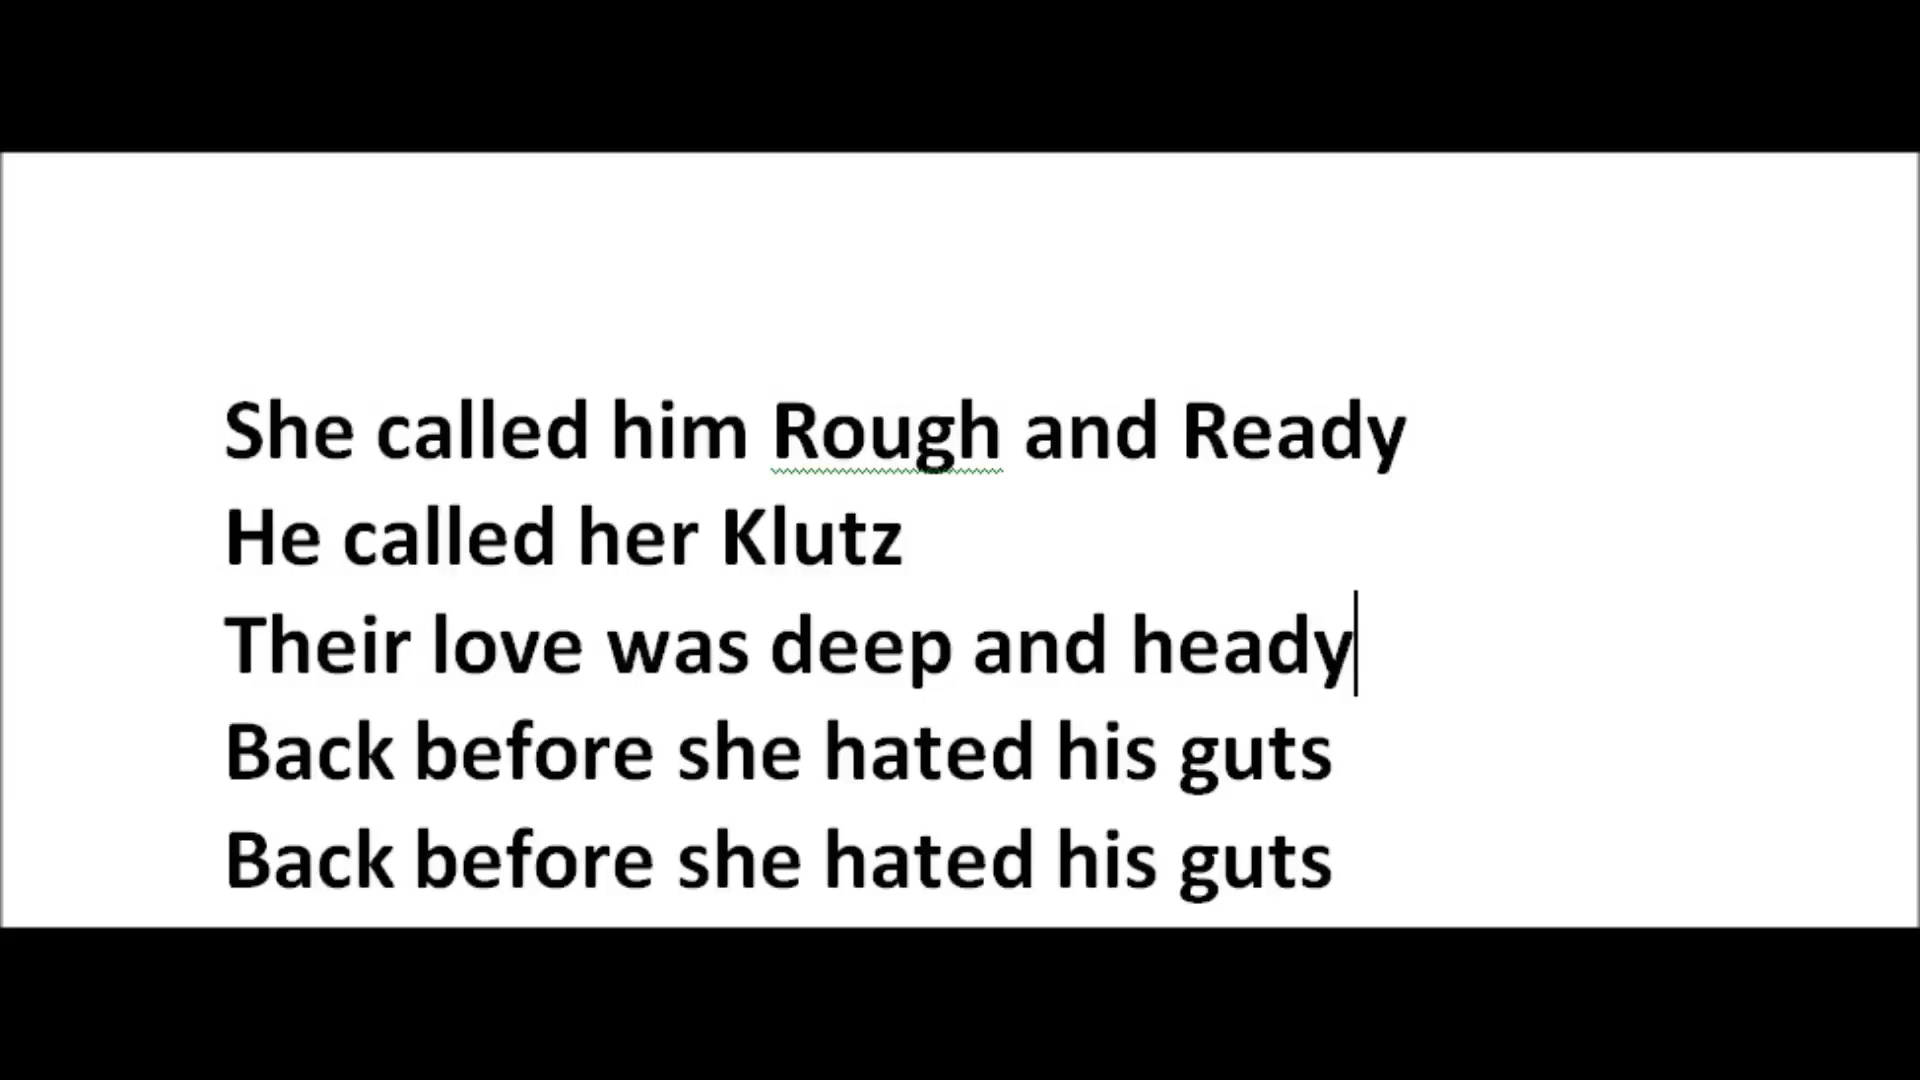 She called him Rough and Ready
He called her Klutz
Their love was deep and heady
Back before she hated his guts
Back before she hated his guts